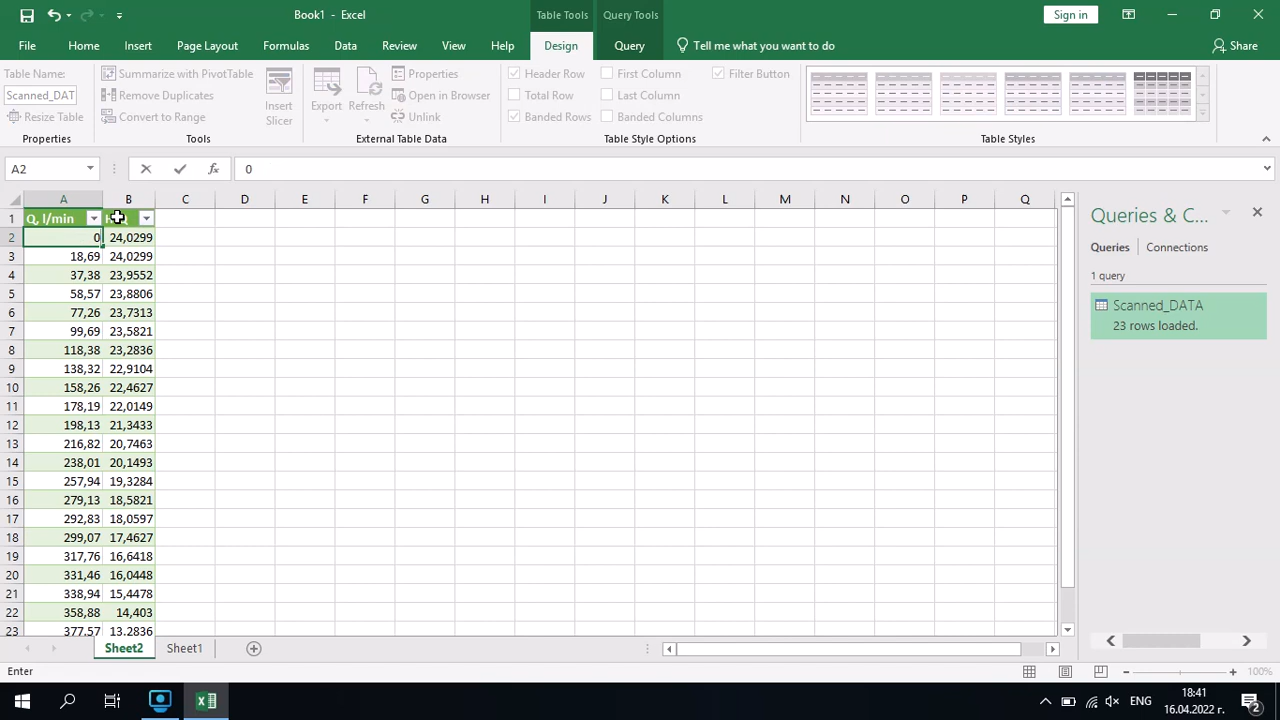 Book1 - Excel
Table Tools
Query Tools
Sign in
File
Home
Insert
Page Layout
Formulas
Data
Review
View
Help
Design
Query
Tell me what you want to do
Share
Table Name:
Scanned_DAT
Resize Table
Properties
Summarize with PivotTable
Remove Duplicates
Convert to Range
Tools
Insert
Slicer
Export
Properties
Open in Browser
External Table Data
Header Row
Total Row
Banded Rows
First Column
Last Column
Banded Columns
Filter Button
Table Style Options
Table Styles
A2
fx
0
A B C D E F G H I J K L M N O P Q
1 Q, l/min
2 0 24,0299
3 18,69 24,0299
4 37,38 23,9552
5 58,57 23,8806
6 77,26 23,7313
7 99,69 23,5821
8 118,38 23,2836
9 138,32 22,9104
10 158,26 22,4627
11 178,19 22,0149
12 198,13 21,3433
13 216,82 20,7463
14 238,01 20,1493
15 257,94 19,3284
16 279,13 18,5821
17 292,83 18,0597
18 299,07 17,4627
19 317,76 16,6418
20 331,46 16,0448
21 338,94 15,4478
22 358,88 14,403
23 377,57 13,2836
Queries & C...
Queries
Connections
1 query
Scanned_DATA
23 rows loaded.
Sheet2
Sheet1
Enter
100%
ENG
18:41
16.04.2022 г.
2